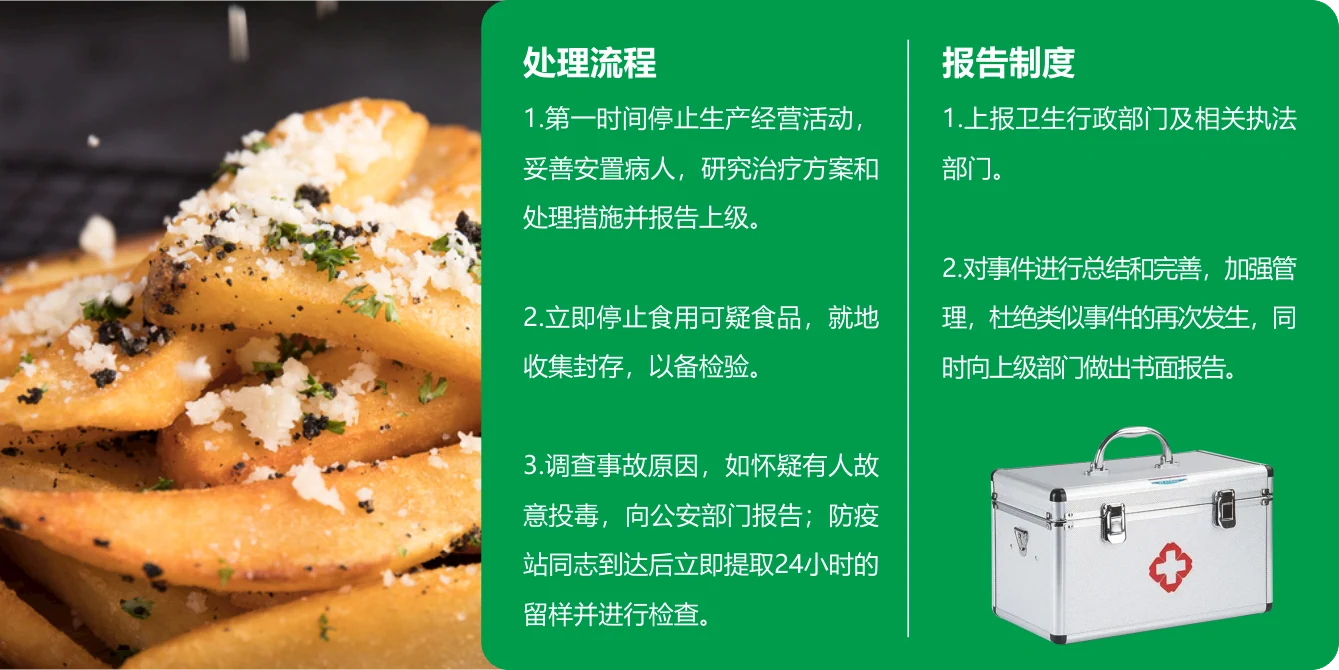 处理流程
1.第一时间停止生产经营活动，
妥善安置病人，研究治疗方案和
处理措施并报告上级。
2.立即停止食用可疑食品，就地
收集封存，以备检验。
3.调查事故原因，如怀疑有人故
意投毒，向公安部门报告；防疫
站同志到达后立即提取24小时的
留样并进行检查。
报告制度
1.上报卫生行政部门及相关执法
部门。
2.对事件进行总结和完善，加强管
理，杜绝类似事件的再次发生，同
时向上级部门做出书面报告。